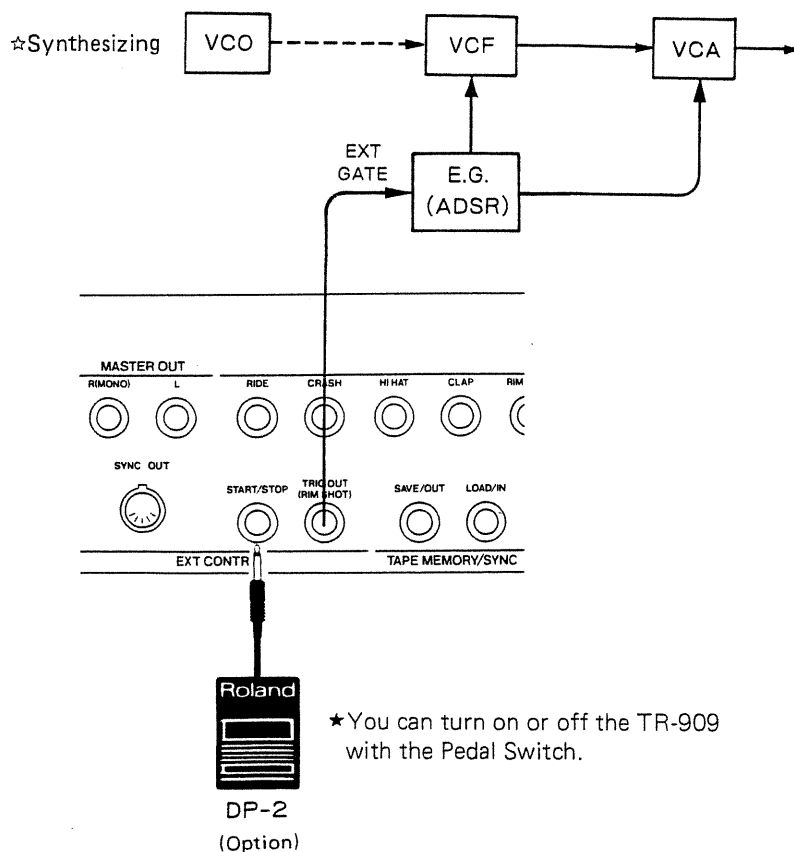 ☆Synthesizing VCO VCF VCA
EXT
GATE
E.G.
(ADSR)
MASTER OUT
R(MONO) L RIDE CRASH HI HAT CLAP RIM
SYNC OUT
START/STOP TRIG OUT
(RIM SHOT) SAVE/OUT LOAD/IN
EXT CONTR TAPE MEMORY/SYNC
Roland
★You can turn on or off the TR-909
with the Pedal Switch.
DP-2
(Option)